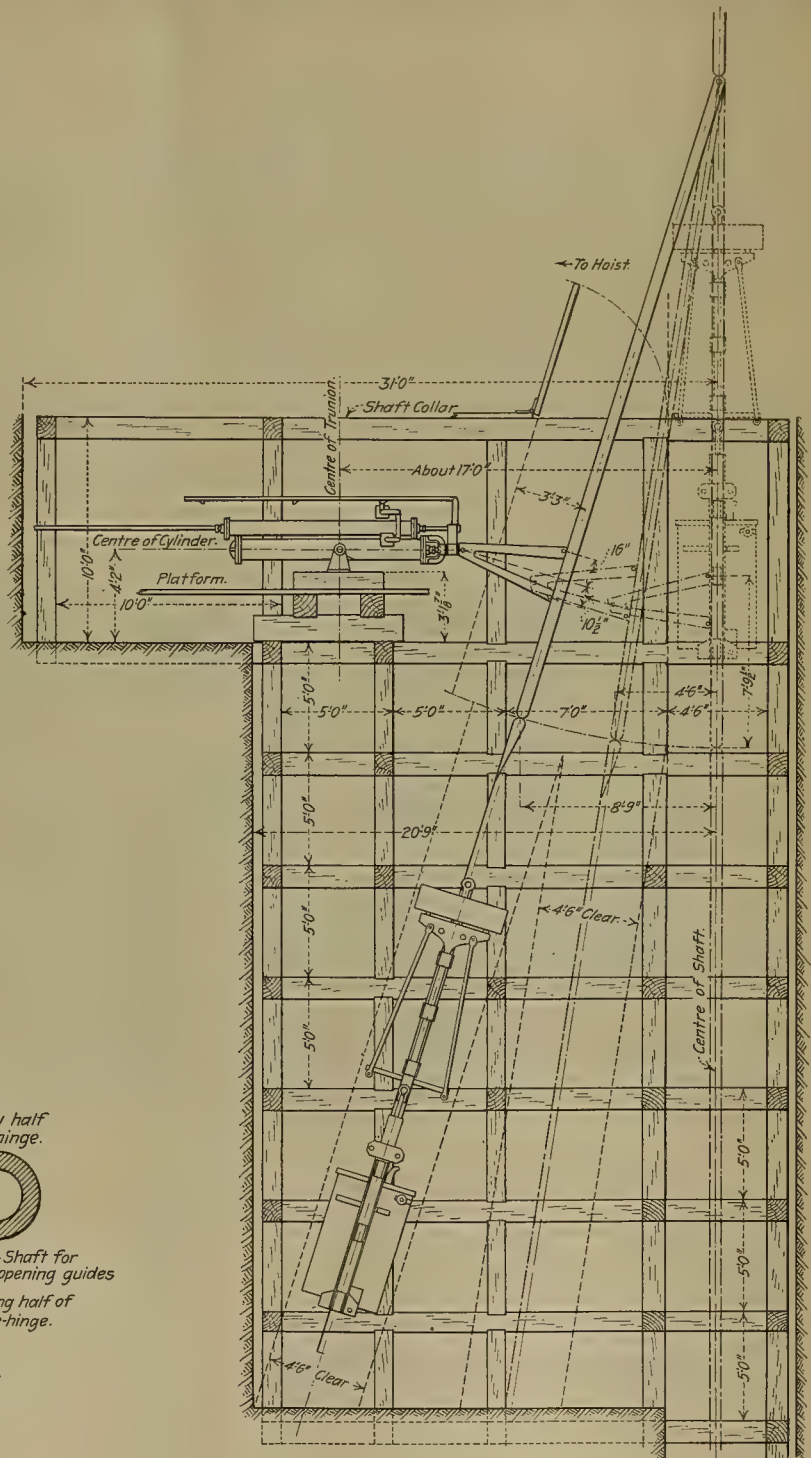 To Hoist.
31'0"
Shaft Collar
Centre of Trunion.
About 17'0"
3'3"
Centre of Cylinder.
16"
10'0"
4'2"
Platform.
10'0"
3'1⅞"
10½"
7'9½"
4'6"
5'0"
5'0"
5'0"
7'0"
4'6"
5'0"
8'9"
20'9"
5'0"
4'6" Clear.
Centre of Shaft.
5'0"
half
hinge.
5'0"
Shaft for
opening guides
5'0"
ng half of
-hinge.
5'0"
4'6" Clear